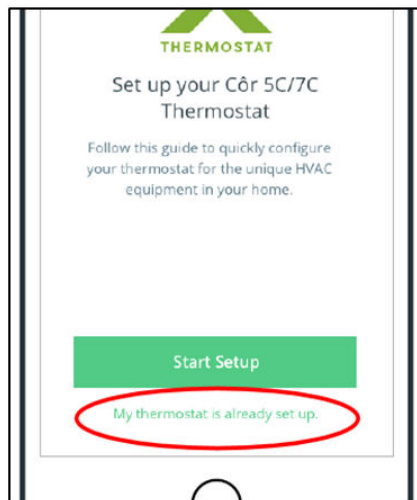 THERMOSTAT
Set up your Côr 5C/7C
Thermostat
Follow this guide to quickly configure
your thermostat for the unique HVAC
equipment in your home.
Start Setup
My thermostat is already set up.